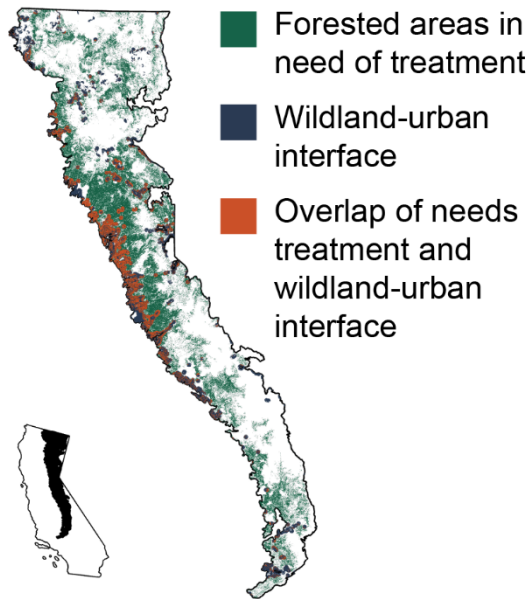 Forested areas in
need of treatment
Wildland-urban
interface
Overlap of needs
treatment and
wildland-urban
interface